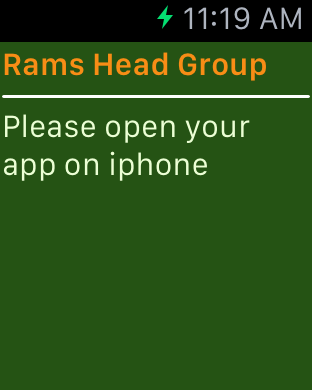 11:19 AM
Rams Head Group
Please open your
app on iphone